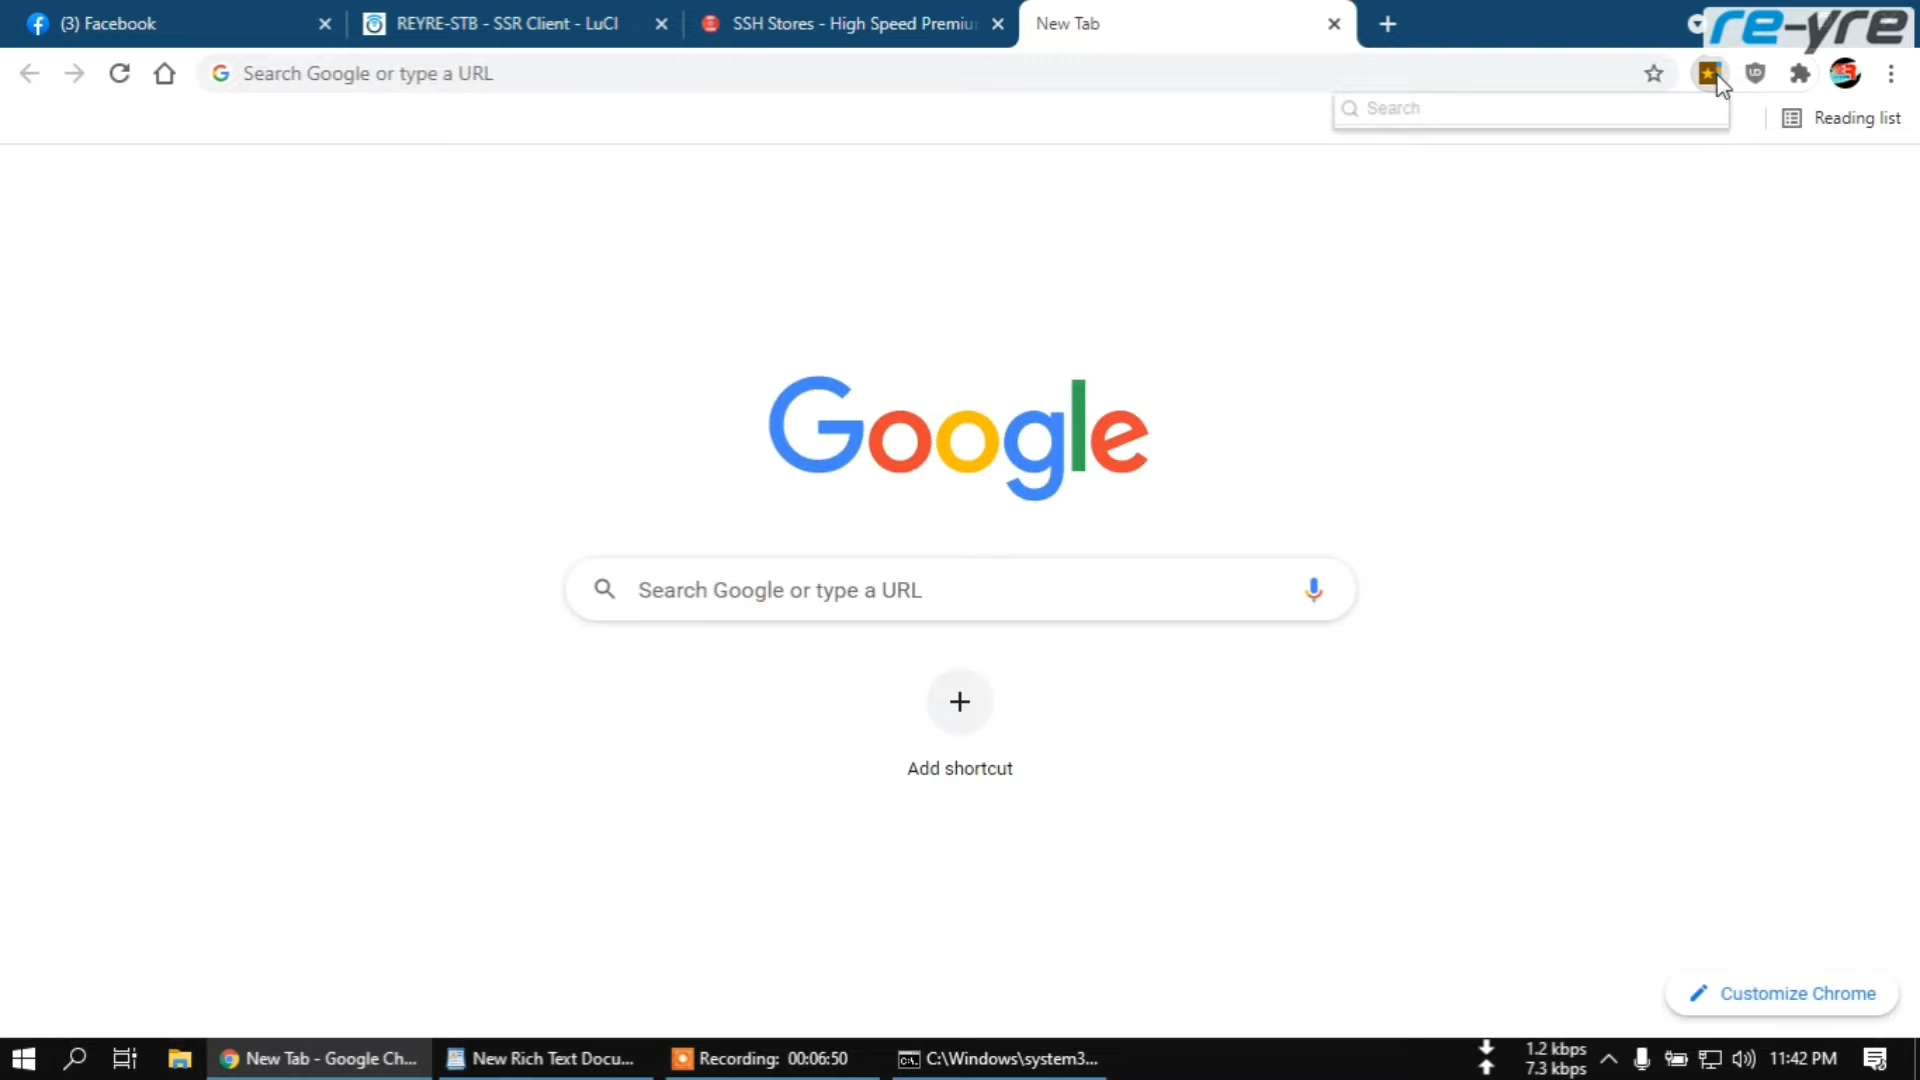 (3) Facebook
REYRE-STB - SSR Client - LuCI
SSH Stores - High Speed Premiu
New Tab
re-yre
Search Google or type a URL
Search
Reading list
Google
Search Google or type a URL
Add shortcut
Customize Chrome
New Tab - Google Ch...
New Rich Text Docu...
Recording: 00:06:50
C:\Windows\system3...
1.2 kbps
7.3 kbps
11:42 PM